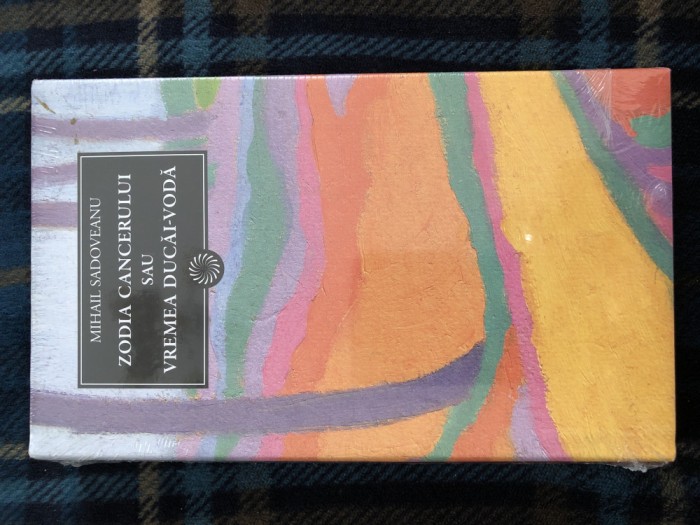 MIHAIL SADOVEANU
ZODIA CANCERULUI
SAU
VREMEA DUCĂI-VODĂ